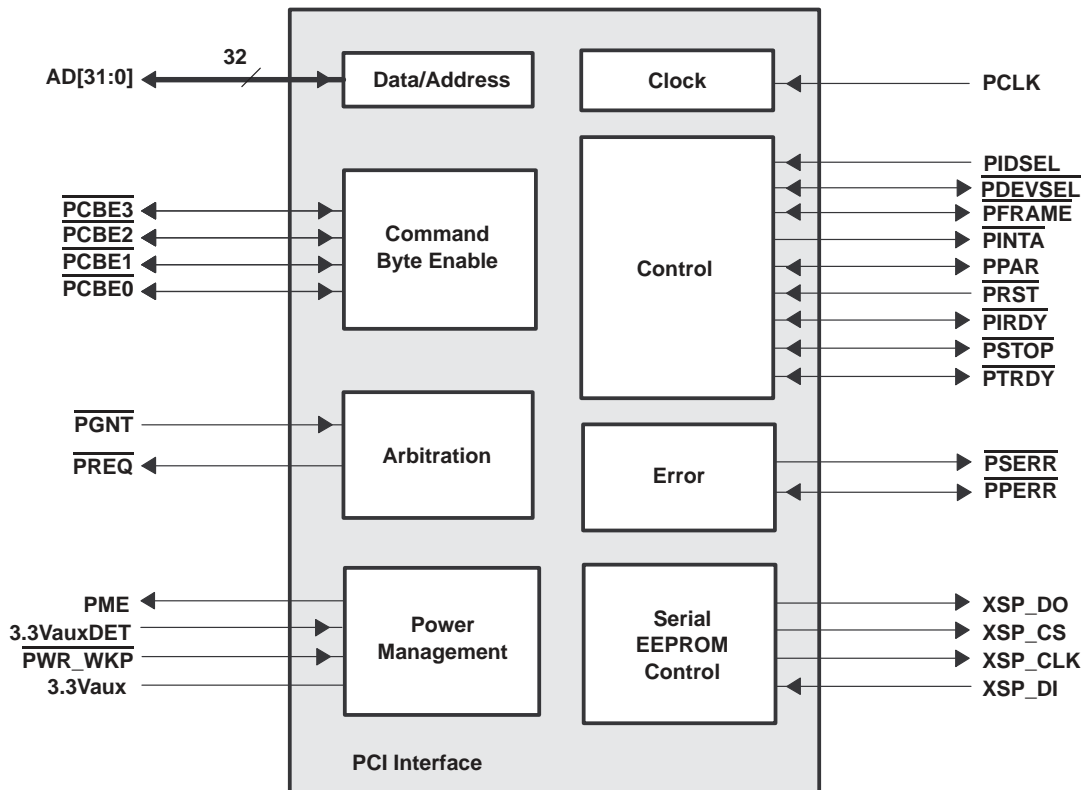 32
AD[31:0]
Data/Address
Clock
PCLK
PCBE3
PCBE2
PCBE1
PCBE0
Command
Byte Enable
Control
PIDSEL
PDEVSEL
PFRAME
PINTA
PPAR
PRST
PIRDY
PSTOP
PTRDY
PGNT
PREQ
Arbitration
Error
PSERR
PPERR
PME
3.3VauxDET
PWR_WKP
3.3Vaux
Power
Management
Serial
EEPROM
Control
XSP_DO
XSP_CS
XSP_CLK
XSP_DI
PCI Interface